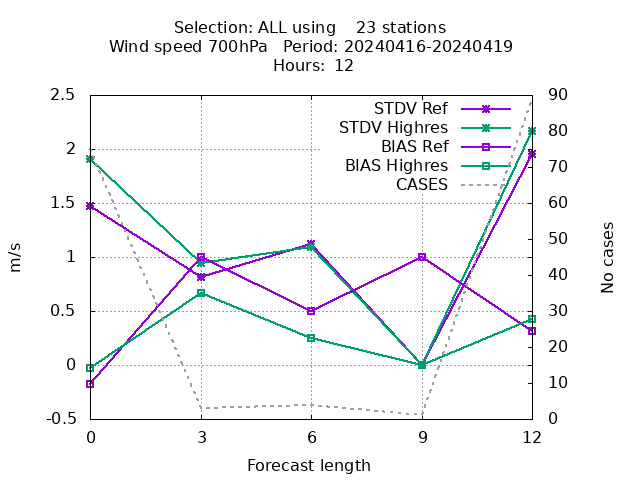 Selection: ALL using    23 stations
Wind speed 700hPa   Period: 20240416-20240419
Hours: 12
STDV Ref
STDV Highres
BIAS Ref
BIAS Highres
CASES
m/s
2.5
2
1.5
1
0.5
0
-0.5
90
80
70
60
50
40
30
20
10
0
No cases
0 3 6 9 12
Forecast length